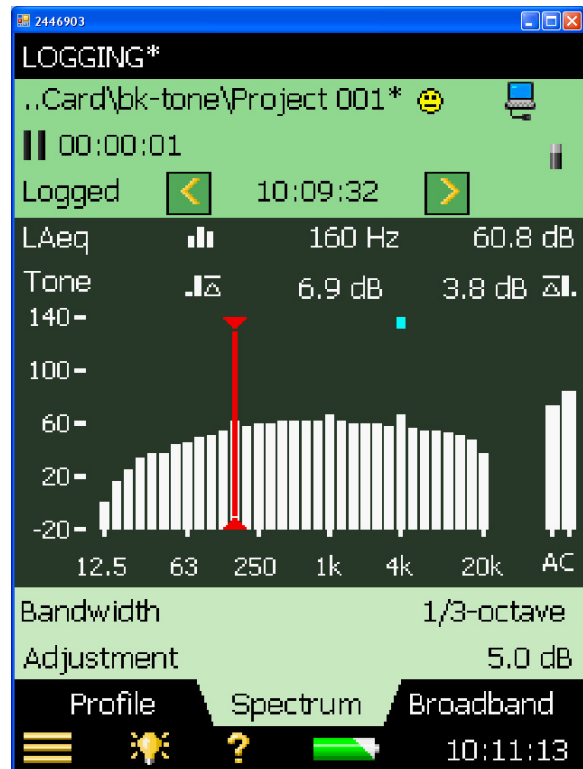 2446903
LOGGING*
..Card\bk-tone\Project 001*
00:00:01
Logged < 10:09:32 >
LAeq 160 Hz 60.8 dB
Tone 6.9 dB 3.8 dB
140
100
60
20
-20
12.5 63 250 1k 4k 20k AC
Bandwidth 1/3-octave
Adjustment 5.0 dB
Profile Spectrum Broadband
? 10:11:13